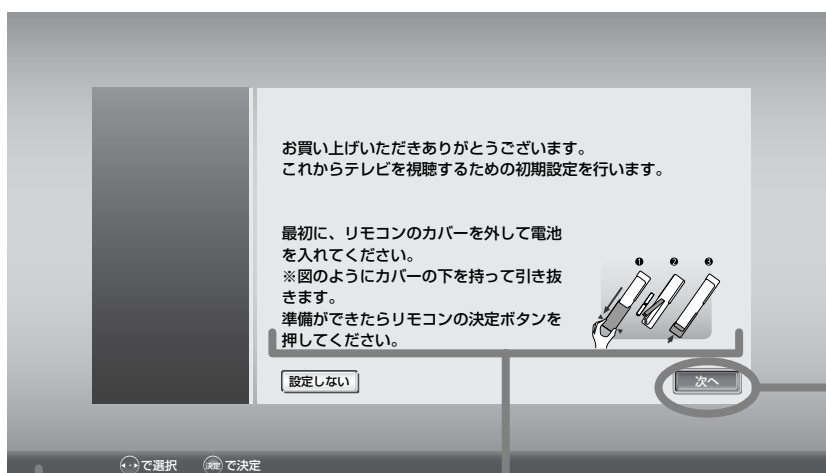 お買い上げいただきありがとうございます。
これからテレビを視聴するための初期設定を行います。
最初に、リモコンのカバーを外して電池
を入れてください。
※図のようにカバーの下を持って引き抜
きます。
準備ができたらリモコンの決定ボタンを
押してください。
❶ ❷ ❸
設定しない
次へ
で選択 決定 で決定